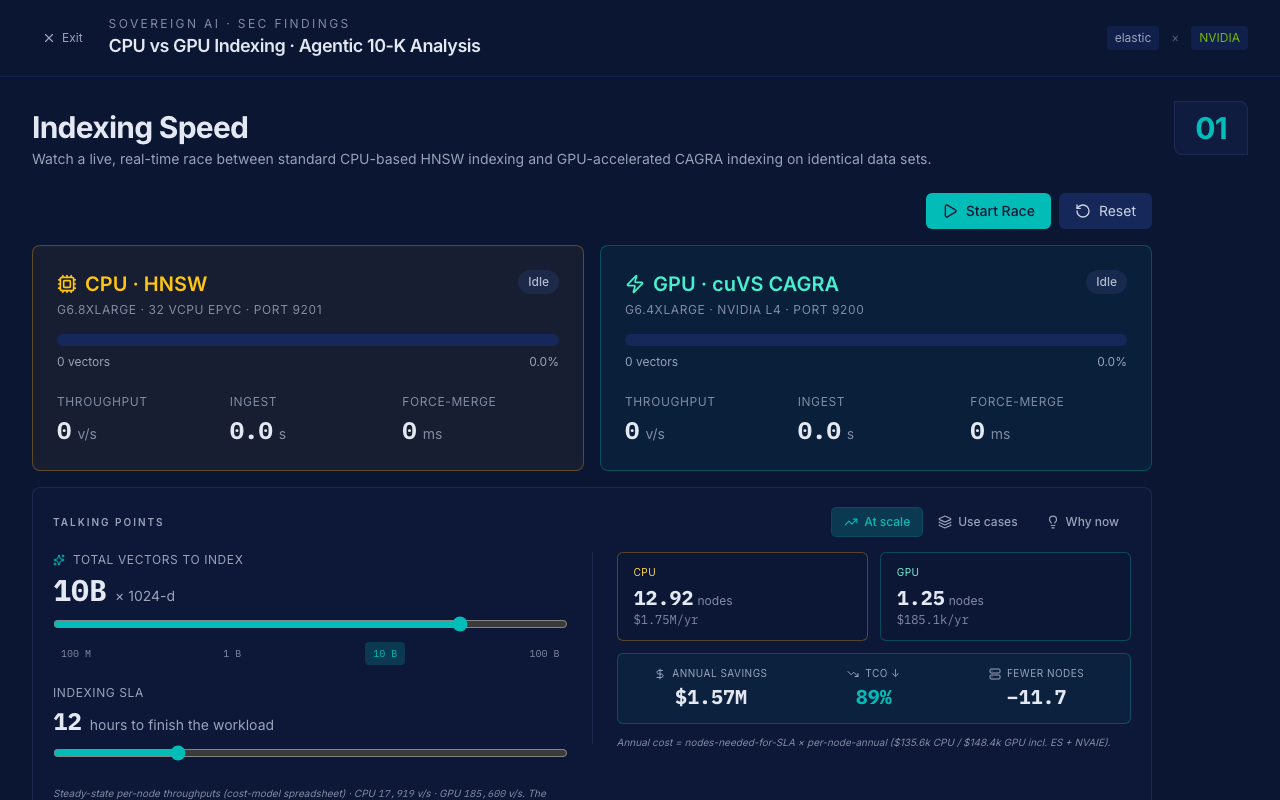 Exit
SOVEREIGN AI · SEC FINDINGS
CPU vs GPU Indexing · Agentic 10-K Analysis
elastic × NVIDIA
Indexing Speed
01
Watch a live, real-time race between standard CPU-based HNSW indexing and GPU-accelerated CAGRA indexing on identical data sets.
Start Race
Reset
CPU · HNSW
Idle
G6.8XLARGE · 32 VCPU EPYC · PORT 9201
0 vectors 0.0%
THROUGHPUT INGEST FORCE-MERGE
0 v/s 0.0 s 0 ms
GPU · cuVS CAGRA
Idle
G6.4XLARGE · NVIDIA L4 · PORT 9200
0 vectors 0.0%
THROUGHPUT INGEST FORCE-MERGE
0 v/s 0.0 s 0 ms
TALKING POINTS
At scale Use cases Why now
TOTAL VECTORS TO INDEX
10B × 1024-d
100 M 1 B 10 B 100 B
INDEXING SLA
12 hours to finish the workload
Steady-state per-node throughputs (cost-model spreadsheet) · CPU 17,919 v/s · GPU 185,600 v/s. The
CPU
12.92 nodes
$1.75M/yr
GPU
1.25 nodes
$185.1k/yr
ANNUAL SAVINGS TCO ↓ FEWER NODES
$1.57M 89% −11.7
Annual cost = nodes-needed-for-SLA × per-node-annual ($135.6k CPU / $148.4k GPU incl. ES + NVAIE).